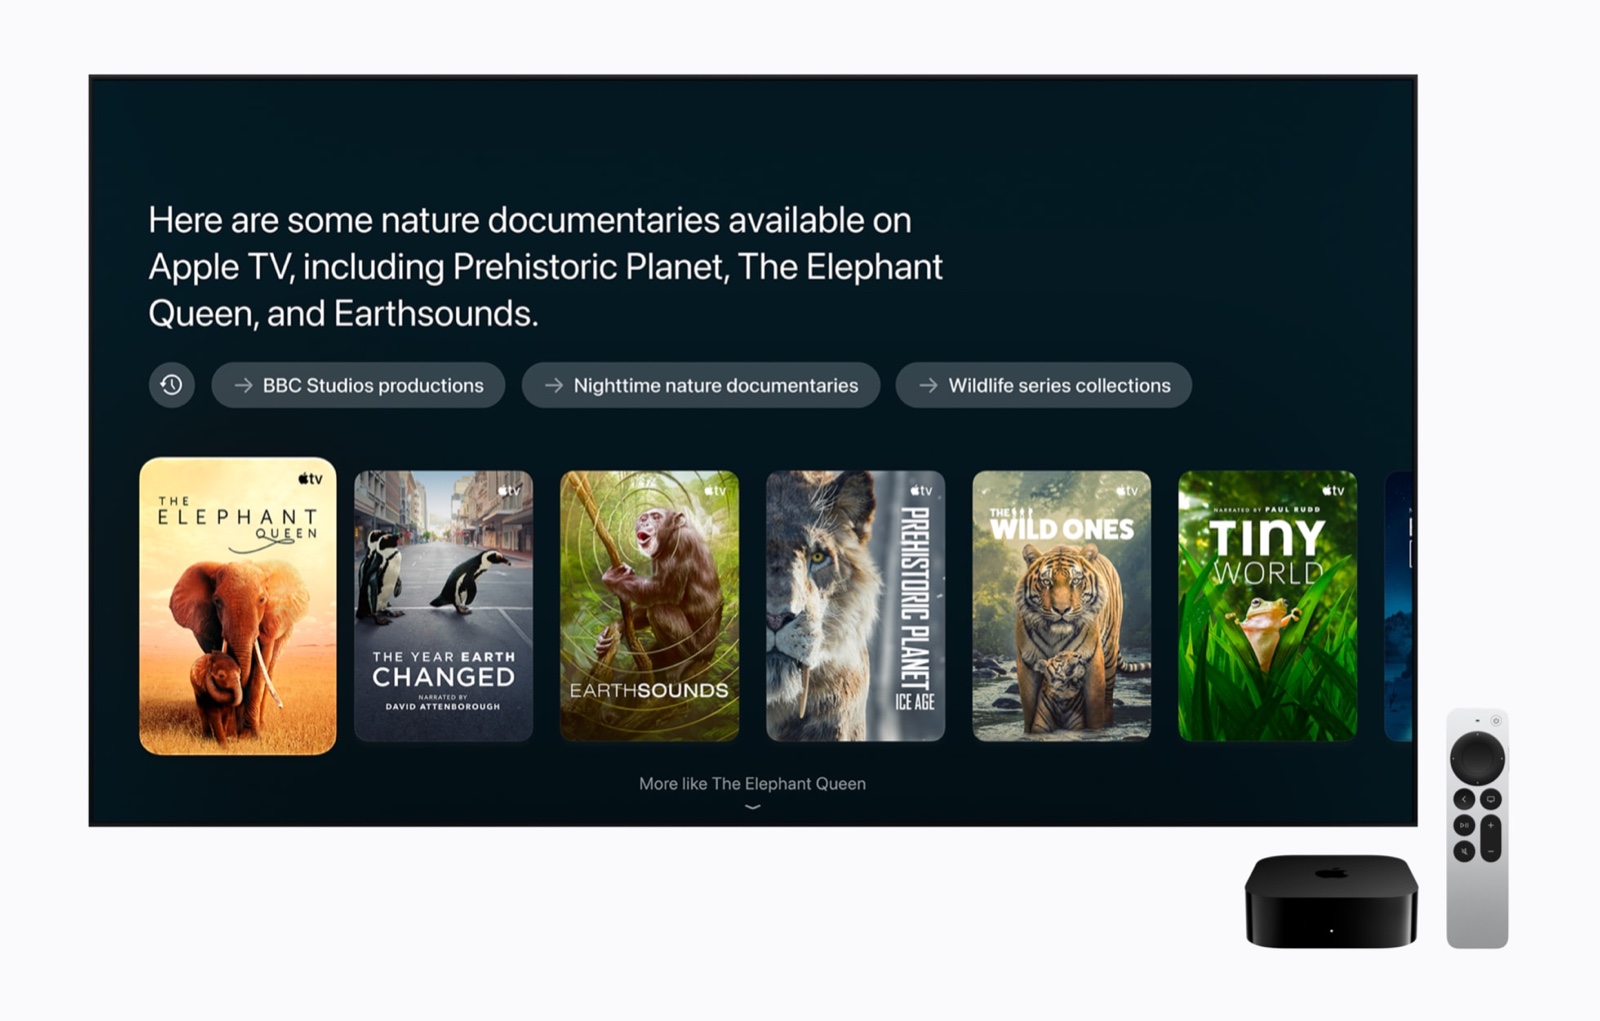 Here are some nature documentaries available on
Apple TV, including Prehistoric Planet, The Elephant
Queen, and Earthsounds.
→ BBC Studios productions
→ Nighttime nature documentaries
→ Wildlife series collections
tv
THE
ELEPHANT
QUEEN
tv
THE YEAR EARTH
CHANGED
NARRATED BY
DAVID ATTENBOROUGH
tv
EARTHSOUNDS
tv
PREHISTORIC PLANET
ICE AGE
tv
THE
WILD ONES
tv
NARRATED BY PAUL RUDD
TINY
WORLD
More like The Elephant Queen